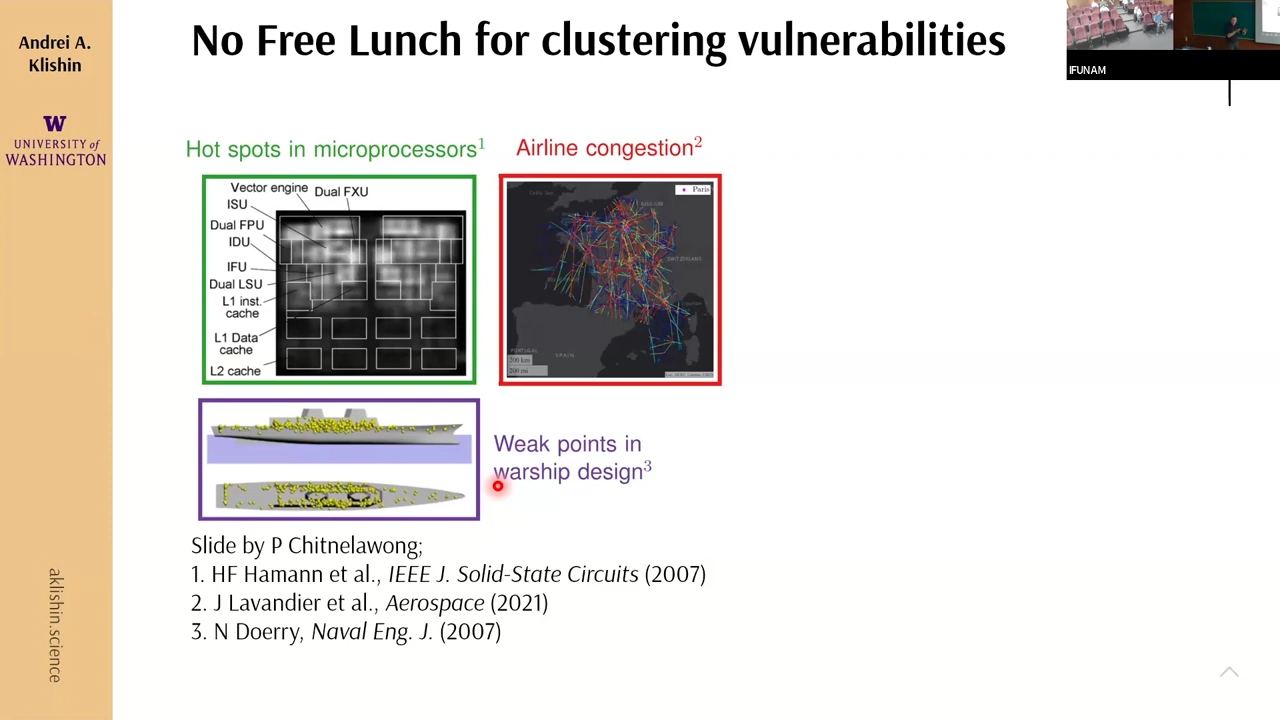 Andrei A.
Klishin
W
UNIVERSITY of
WASHINGTON
aklishin.science
No Free Lunch for clustering vulnerabilities
IFUNAM
Hot spots in microprocessors1
Vector engine
Dual FXU
ISU
Dual FPU
IDU
IFU
Dual LSU
L1 inst.
cache
L1 Data
cache
L2 cache
Airline congestion2
Paris
SWITZERLAND
PORTUGAL
SPAIN
200 km
200 mi
Weak points in
warship design3
Slide by P Chitnelawong;
1. HF Hamann et al., IEEE J. Solid-State Circuits (2007)
2. J Lavandier et al., Aerospace (2021)
3. N Doerry, Naval Eng. J. (2007)